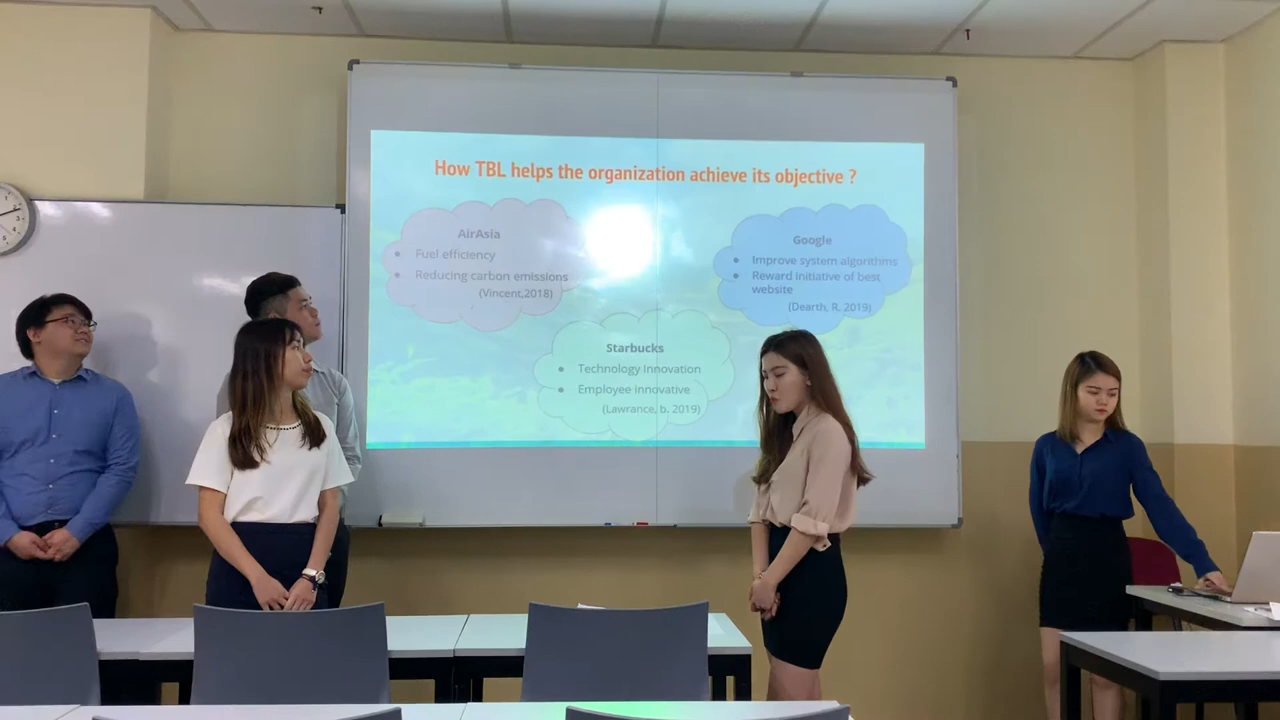 How TBL helps the organization achieve its objective ?
AirAsia
• Fuel efficiency
• Reducing carbon emissions
(Vincent,2018)
Google
• Improve system algorithms
• Reward initiative of best
website
(Dearth, R, 2019)
Starbucks
• Technology Innovation
• Employee innovative
(Lawrance, b. 2019)